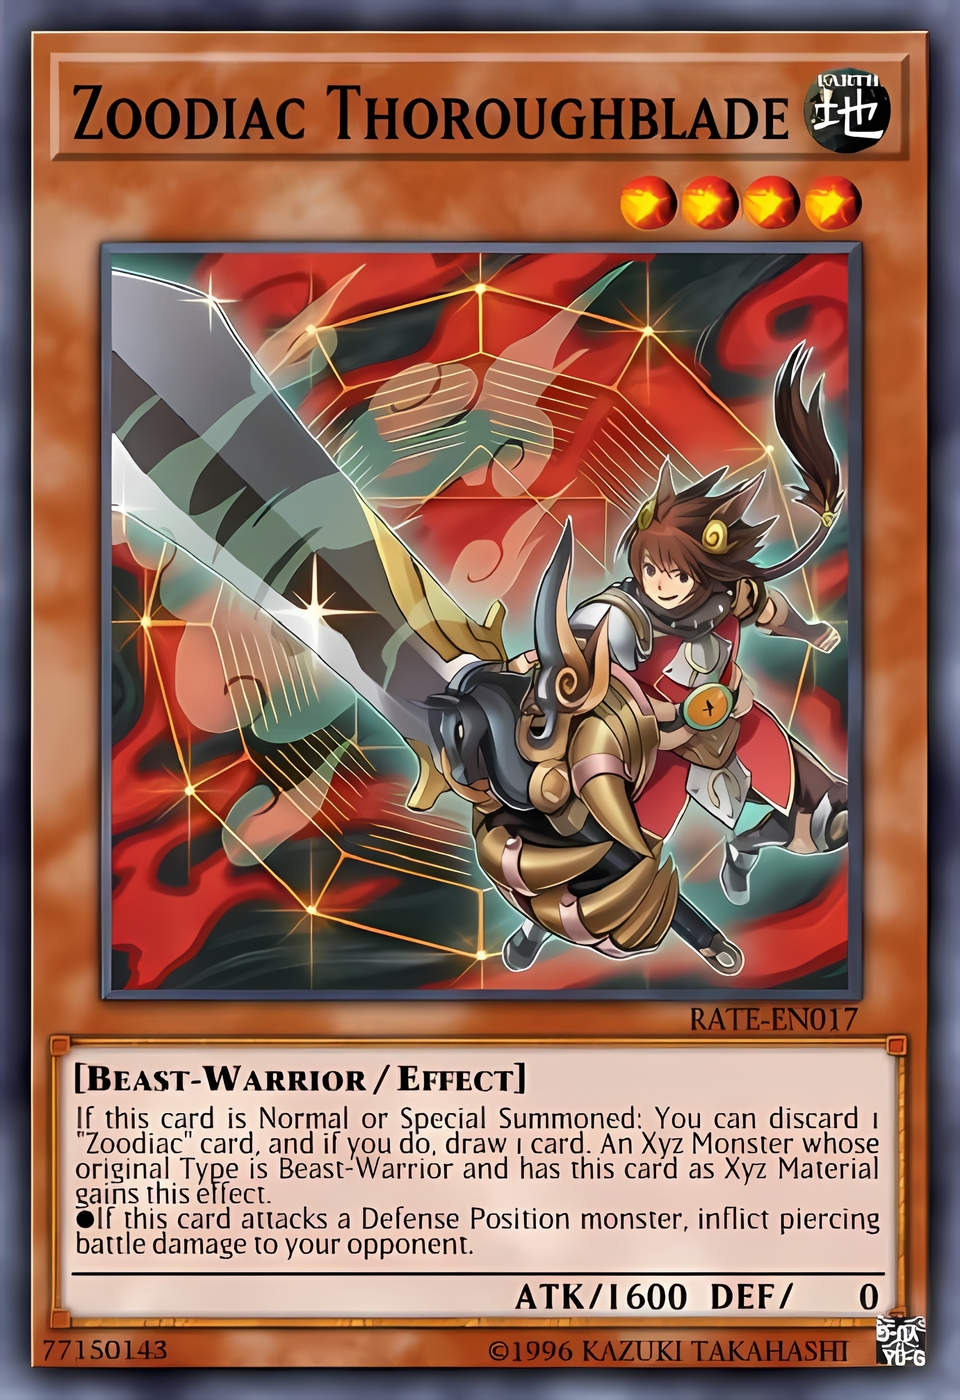 ZOODIAC THOROUGHBLADE
EARTH
地
RATE-EN017
[BEAST-WARRIOR / EFFECT]
If this card is Normal or Special Summoned: You can discard 1
"Zoodiac" card, and if you do, draw 1 card. An Xyz Monster whose
original Type is Beast-Warrior and has this card as Xyz Material
gains this effect.
●If this card attacks a Defense Position monster, inflict piercing
battle damage to your opponent.
ATK/1600 DEF/ 0
77150143 ©1996 KAZUKI TAKAHASHI